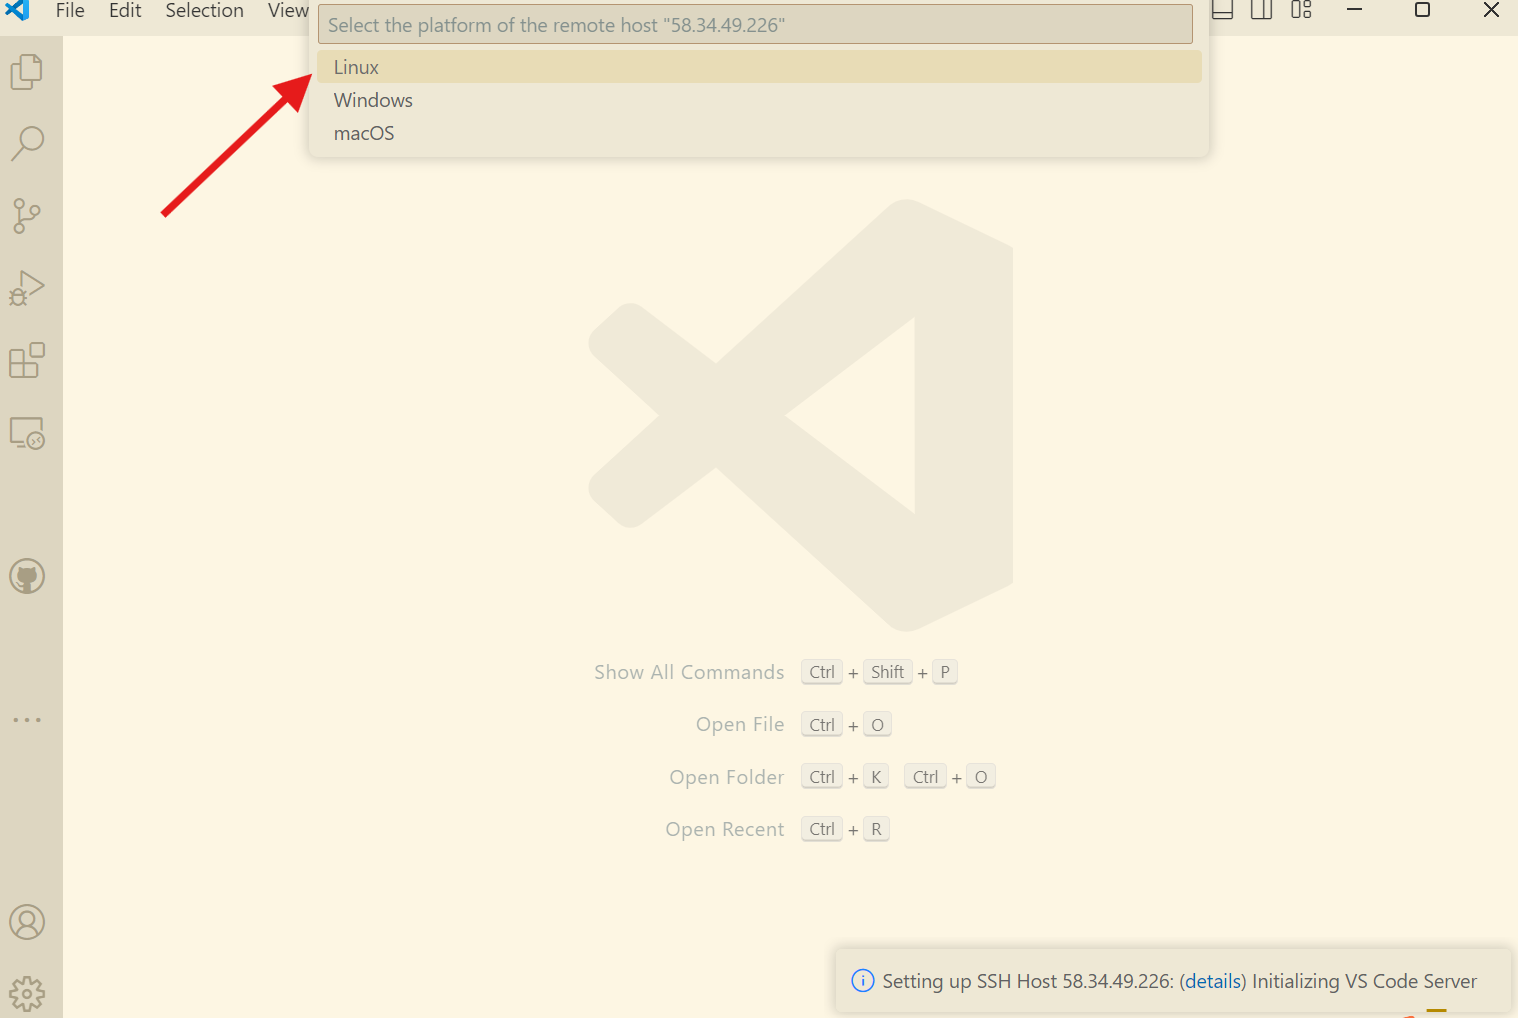 File Edit Selection View
Select the platform of the remote host "58.34.49.226"
Linux
Windows
macOS
Show All Commands Ctrl + Shift + P
Open File Ctrl + O
Open Folder Ctrl + K Ctrl + O
Open Recent Ctrl + R
Setting up SSH Host 58.34.49.226: (details) Initializing VS Code Server